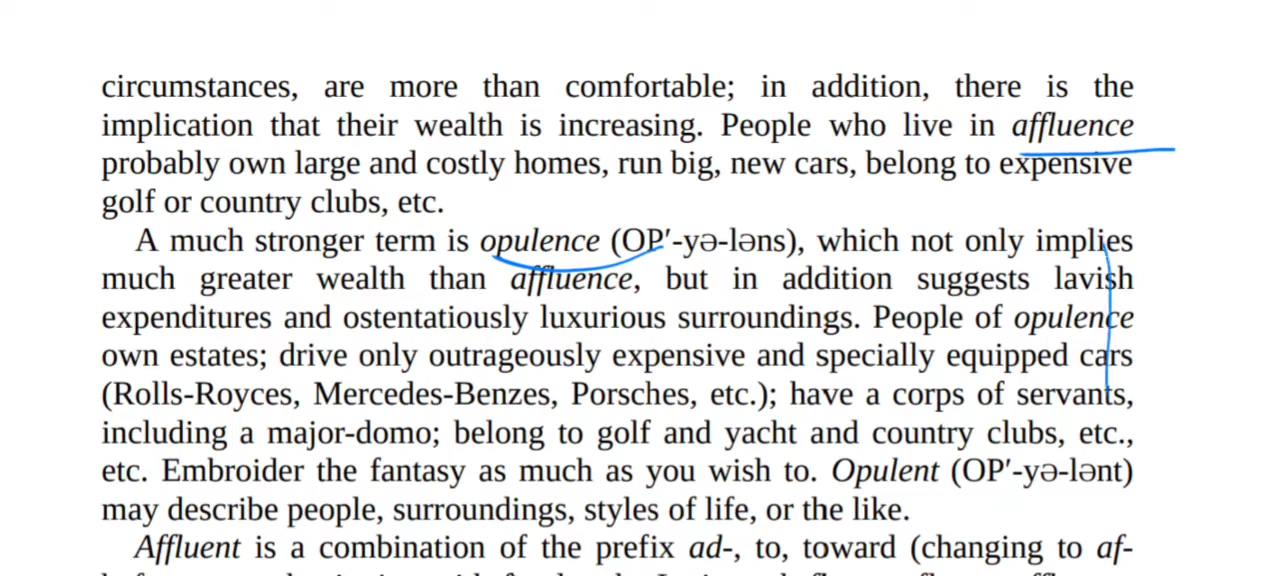 circumstances, are more than comfortable; in addition, there is the
implication that their wealth is increasing. People who live in affluence
probably own large and costly homes, run big, new cars, belong to expensive
golf or country clubs, etc.
A much stronger term is opulence (OP′-yə-ləns), which not only implies
much greater wealth than affluence, but in addition suggests lavish
expenditures and ostentatiously luxurious surroundings. People of opulence
own estates; drive only outrageously expensive and specially equipped cars
(Rolls-Royces, Mercedes-Benzes, Porsches, etc.); have a corps of servants,
including a major-domo; belong to golf and yacht and country clubs, etc.,
etc. Embroider the fantasy as much as you wish to. Opulent (OP′-yə-lənt)
may describe people, surroundings, styles of life, or the like.
Affluent is a combination of the prefix ad-, to, toward (changing to af-